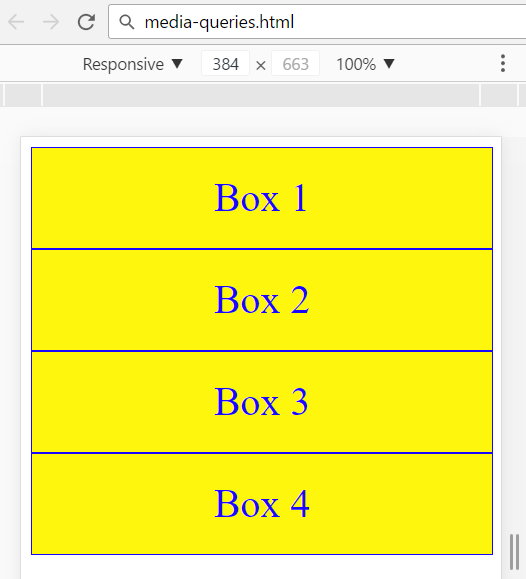 media-queries.html
Responsive ▼ 384 × 663 100% ▼
Box 1
Box 2
Box 3
Box 4